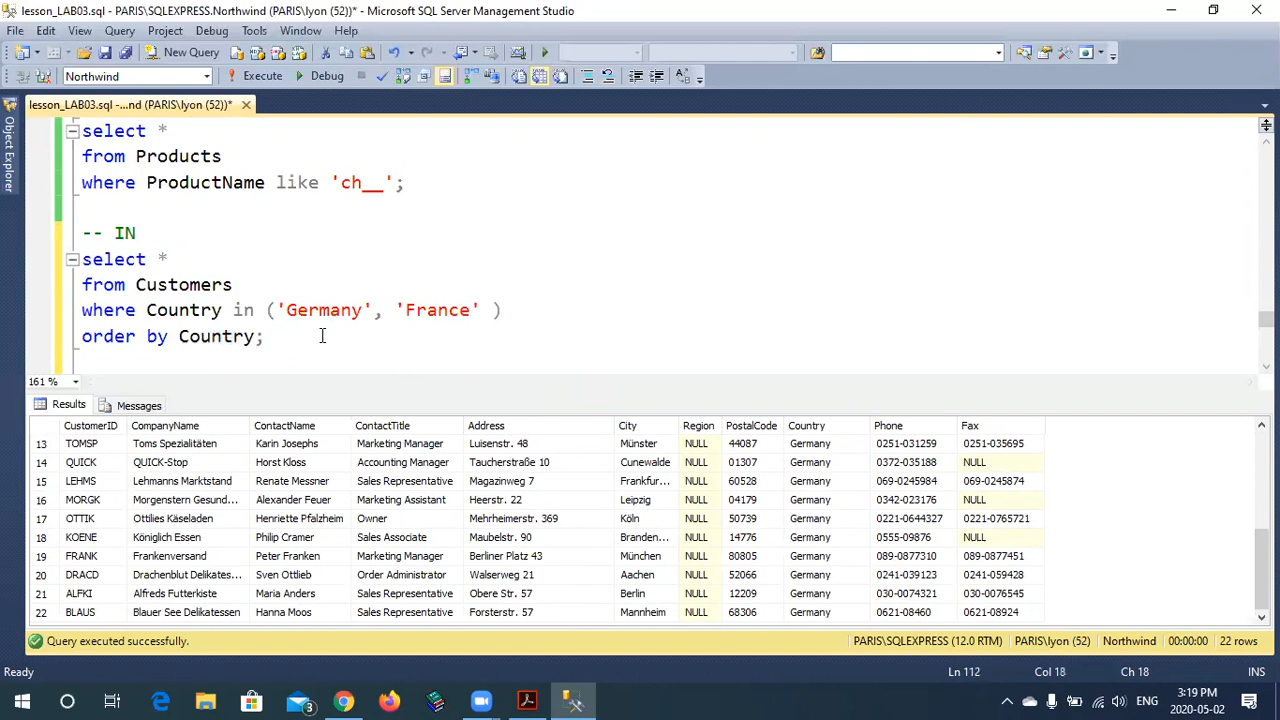 lesson_LAB03.sql - PARIS\SQLEXPRESS.Northwind (PARIS\lyon (52))* - Microsoft SQL Server Management Studio
File Edit View Query Project Debug Tools Window Help
New Query
Northwind Execute Debug
lesson_LAB03.sql -...nd (PARIS\lyon (52))*
Object Explorer
select *
from Products
where ProductName like 'ch__';
-- IN
select *
from Customers
where Country in ('Germany', 'France' )
order by Country;
161 %
Results Messages
CustomerID CompanyName ContactName ContactTitle Address City Region PostalCode Country Phone Fax
13 TOMSP Toms Spezialitäten Karin Josephs Marketing Manager Luisenstr. 48 Münster NULL 44087 Germany 0251-031259 0251-035695
14 QUICK QUICK-Stop Horst Kloss Accounting Manager Taucherstraße 10 Cunewalde NULL 01307 Germany 0372-035188 NULL
15 LEHMS Lehmanns Marktstand Renate Messner Sales Representative Magazinweg 7 Frankfur... NULL 60528 Germany 069-0245984 069-0245874
16 MORGK Morgenstern Gesund... Alexander Feuer Marketing Assistant Heerstr. 22 Leipzig NULL 04179 Germany 0342-023176 NULL
17 OTTIK Ottilies Käseladen Henriette Pfalzheim Owner Mehrheimerstr. 369 Köln NULL 50739 Germany 0221-0644327 0221-0765721
18 KOENE Königlich Essen Philip Cramer Sales Associate Maubelstr. 90 Branden... NULL 14776 Germany 0555-09876 NULL
19 FRANK Frankenversand Peter Franken Marketing Manager Berliner Platz 43 München NULL 80805 Germany 089-0877310 089-0877451
20 DRACD Drachenblut Delikates... Sven Ottlieb Order Administrator Walserweg 21 Aachen NULL 52066 Germany 0241-039123 0241-059428
21 ALFKI Alfreds Futterkiste Maria Anders Sales Representative Obere Str. 57 Berlin NULL 12209 Germany 030-0074321 030-0076545
22 BLAUS Blauer See Delikatessen Hanna Moos Sales Representative Forsterstr. 57 Mannheim NULL 68306 Germany 0621-08460 0621-08924
Query executed successfully. PARIS\SQLEXPRESS (12.0 RTM) PARIS\lyon (52) Northwind 00:00:00 22 rows
Ready Ln 112 Col 18 Ch 18 INS
3 ENG 3:19 PM
2020-05-02